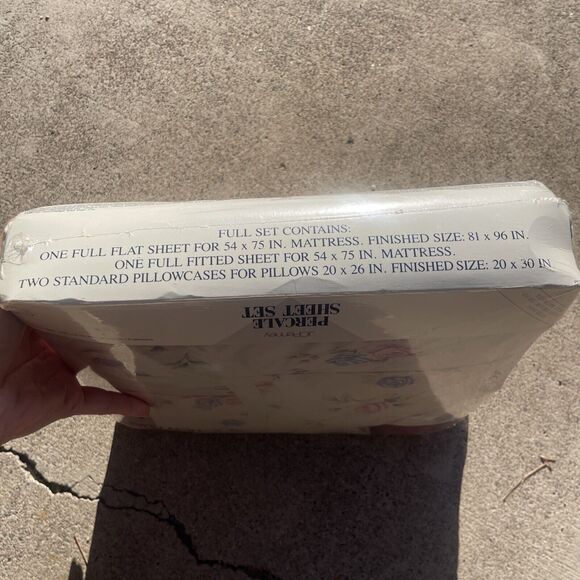 FULL SET CONTAINS:
ONE FULL FLAT SHEET FOR 54 x 75 IN. MATTRESS. FINISHED SIZE: 81 x 96 IN.
ONE FULL FITTED SHEET FOR 54 x 75 IN. MATTRESS.
TWO STANDARD PILLOWCASES FOR PILLOWS 20 x 26 IN. FINISHED SIZE: 20 x 30 IN
JCPenney
PERCALE
SHEET SET